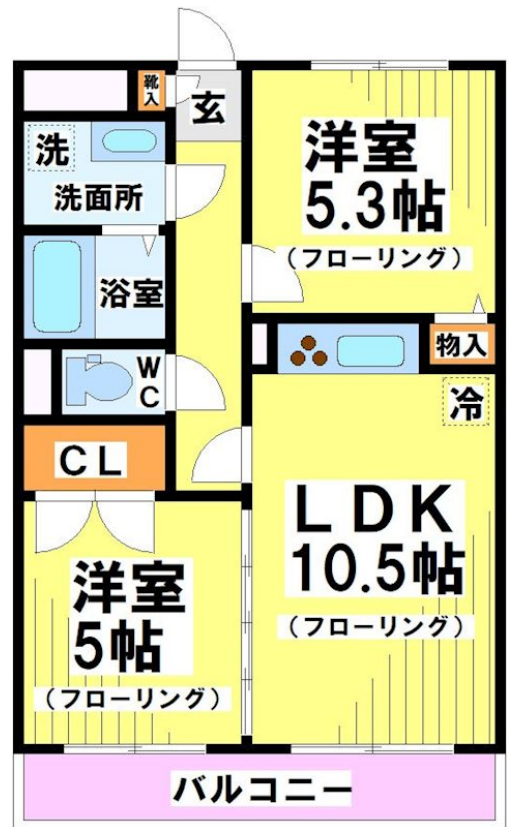 靴入
玄
洋室
5.3帖
(フローリング)
洗
洗面所
浴室
物入
WC
冷
CL
LDK
10.5帖
(フローリング)
洋室
5帖
(フローリング)
バルコニー